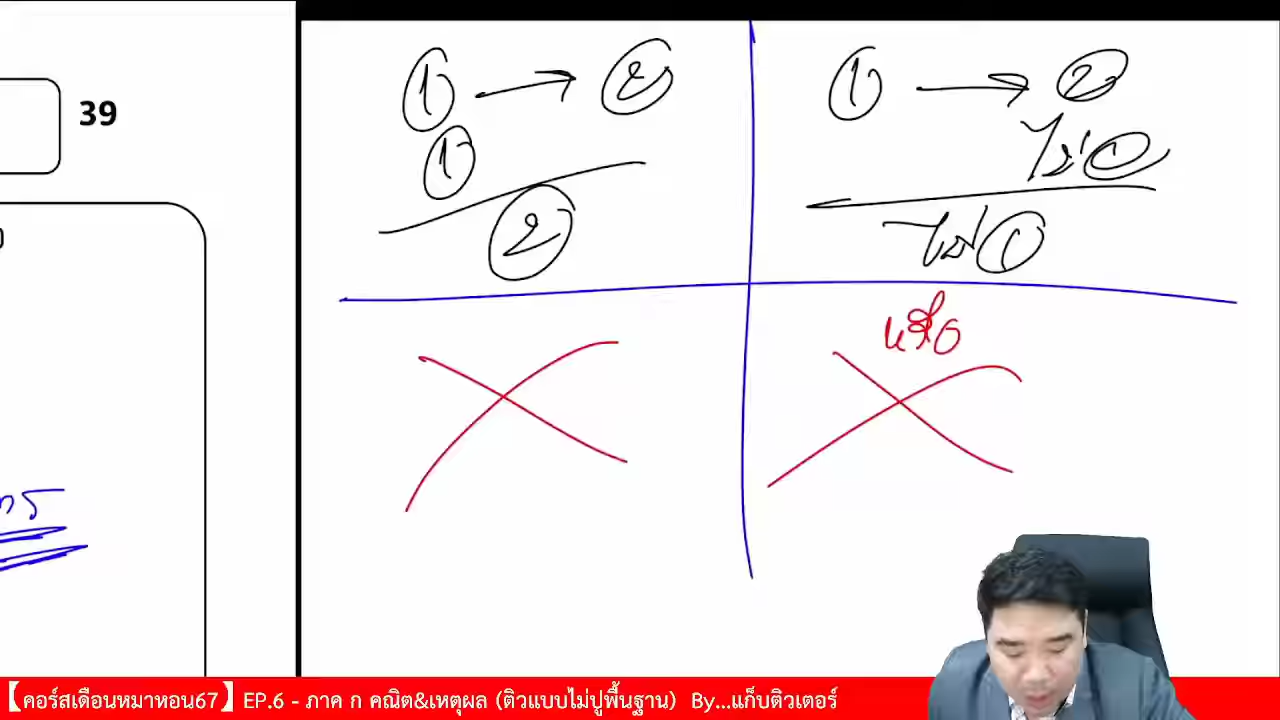 39
① → ②
①
②
① → ②
ไม่ ①
ไม่ ①
หรือ
【คอร์สเดือนหมาหอน67】 EP.6 - ภาค ก คณิต&เหตุผล (ติวแบบไม่ปูพื้นฐาน) By...แก็บติวเตอร์